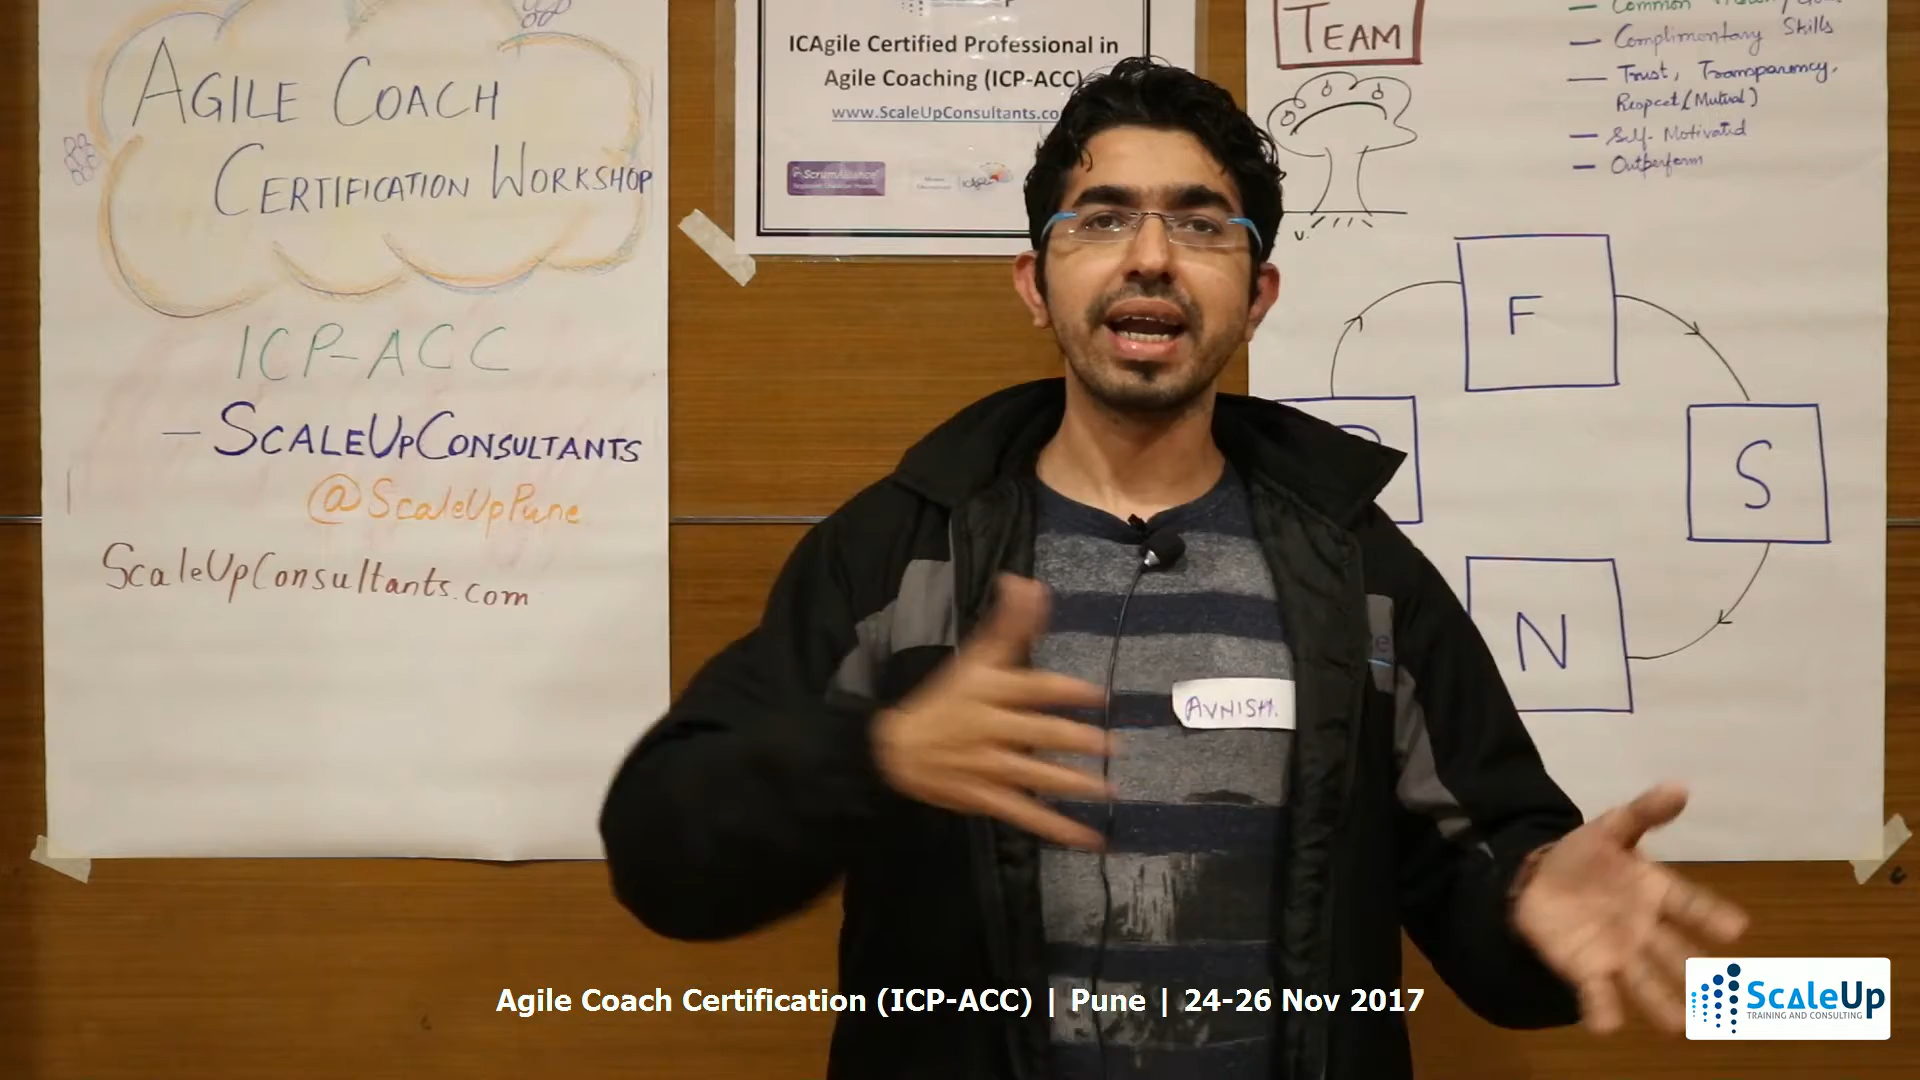 AGILE COACH
CERTIFICATION WORKSHOP
ICP-ACC
- SCALEUPCONSULTANTS
@ScaleUpPune
ScaleUpConsultants.com
ICAgile Certified Professional in
Agile Coaching (ICP-ACC)
www.ScaleUpConsultants.co
ScrumAlliance
TEAM
— Common
— Complimentary Skills
— Trust, Transparency,
Respect (Mutual)
— Self-Motivated
— Outperform
F
S
N
AVNISH.
Agile Coach Certification (ICP-ACC) | Pune | 24-26 Nov 2017
ScaleUp
TRAINING AND CONSULTING